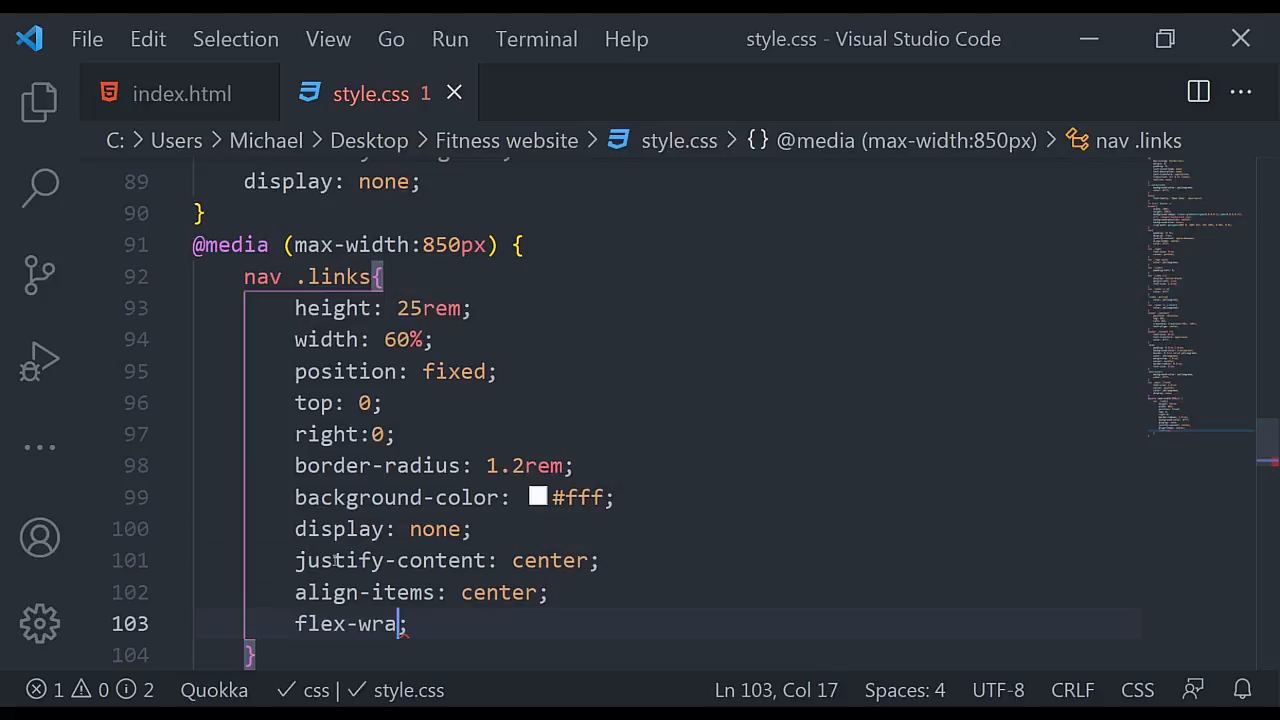 File Edit Selection View Go Run Terminal Help style.css - Visual Studio Code
index.html style.css 1
C: > Users > Michael > Desktop > Fitness website > style.css > {} @media (max-width:850px) > nav .links
89 display: none;
90 }
91 @media (max-width:850px) {
92 nav .links{
93 height: 25rem;
94 width: 60%;
95 position: fixed;
96 top: 0;
97 right:0;
98 border-radius: 1.2rem;
99 background-color: #fff;
100 display: none;
101 justify-content: center;
102 align-items: center;
103 flex-wra;
104 }
1 0 2 Quokka ✓ css | ✓ style.css Ln 103, Col 17 Spaces: 4 UTF-8 CRLF CSS